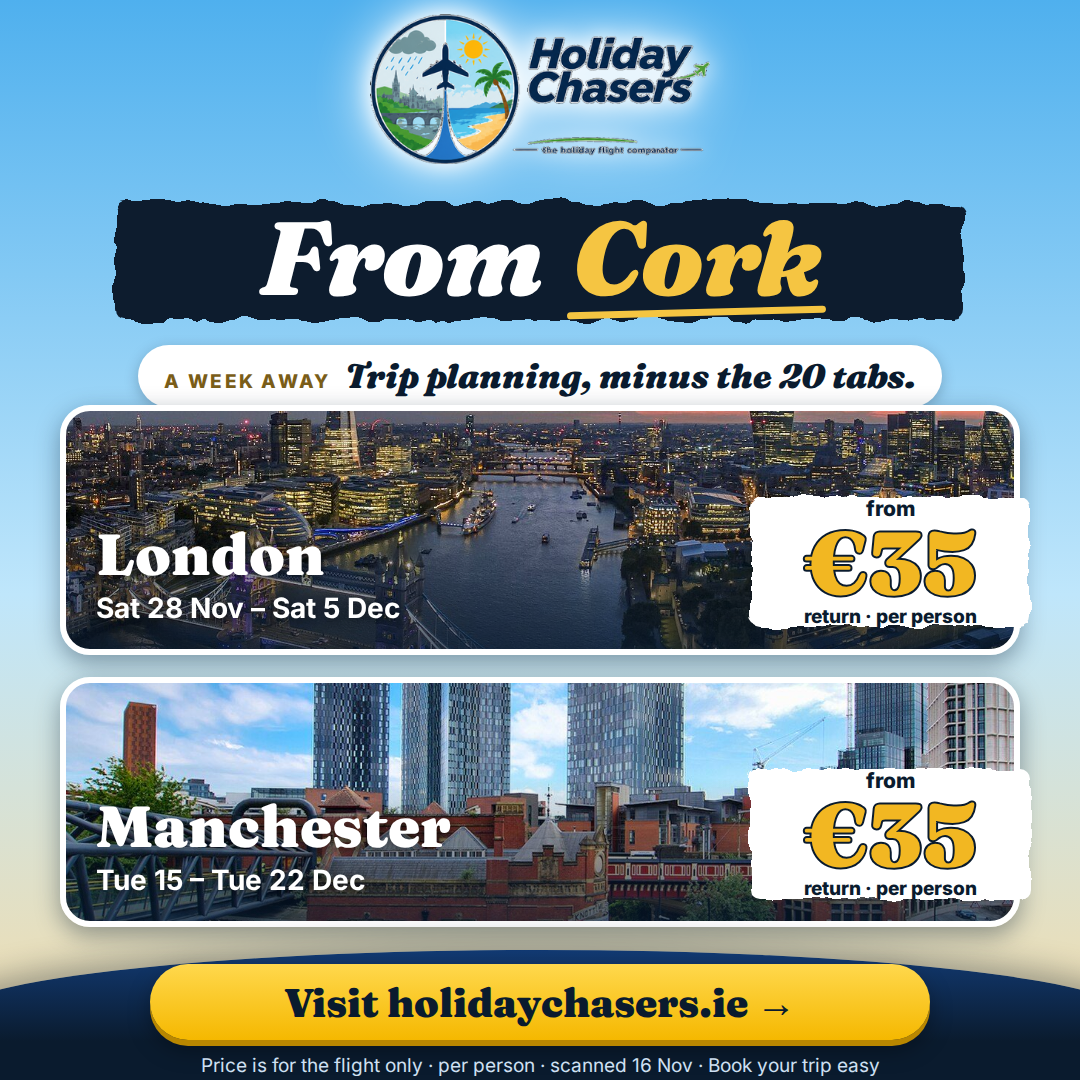 Holiday
Chasers
the holiday flight comparator
From Cork
A WEEK AWAY Trip planning, minus the 20 tabs.
London
Sat 28 Nov – Sat 5 Dec
from
€35
return · per person
Manchester
Tue 15 – Tue 22 Dec
from
€35
return · per person
Visit holidaychasers.ie →
Price is for the flight only · per person · scanned 16 Nov · Book your trip easy